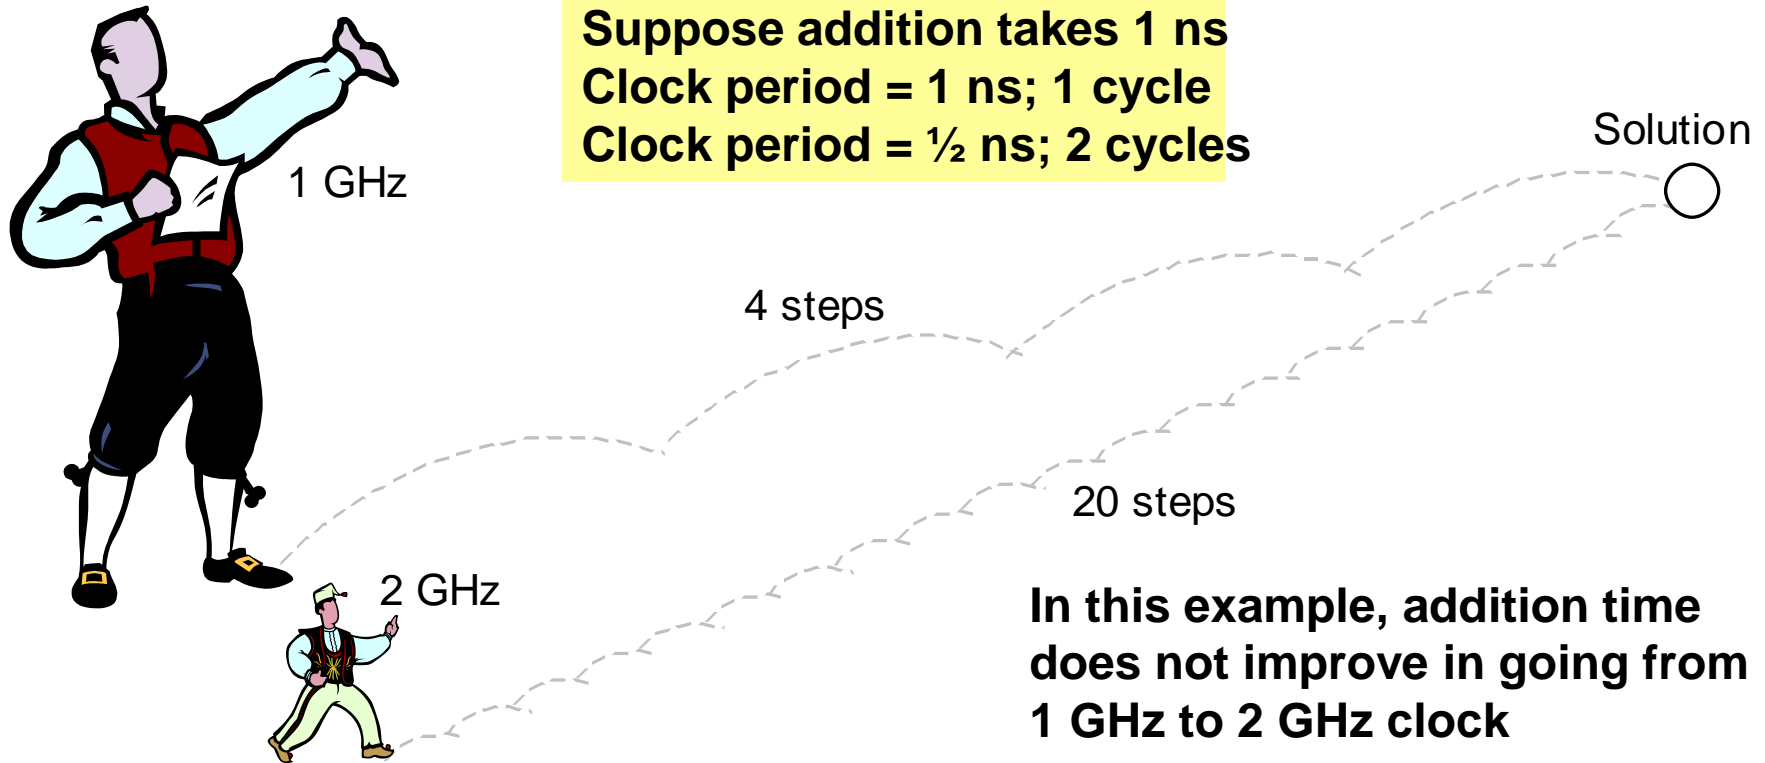 Suppose addition takes 1 ns
Clock period = 1 ns; 1 cycle
Clock period = ½ ns; 2 cycles
Solution
1 GHz
4 steps
20 steps
2 GHz
In this example, addition time
does not improve in going from
1 GHz to 2 GHz clock